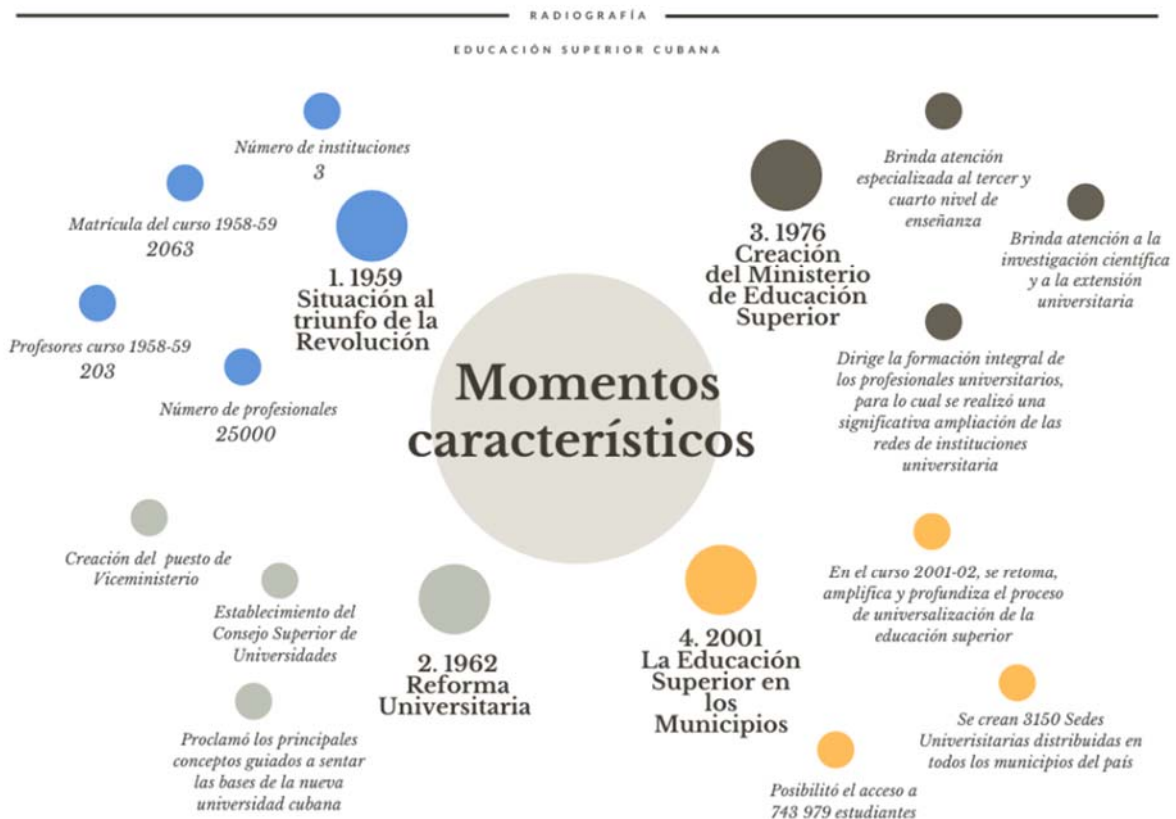 RADIOGRAFÍA
EDUCACIÓN SUPERIOR CUBANA
Momentos
característicos
1. 1959
Situación al
triunfo de la
Revolución
Número de instituciones
3
Matrícula del curso 1958-59
2063
Profesores curso 1958-59
203
Número de profesionales
25000
2. 1962
Reforma
Universitaria
Creación del puesto de
Viceministerio
Establecimiento del
Consejo Superior de
Universidades
Proclamó los principales
conceptos guiados a sentar
las bases de la nueva
universidad cubana
3. 1976
Creación
del Ministerio
de Educación
Superior
Brinda atención
especializada al tercer y
cuarto nivel de
enseñanza
Brinda atención a la
investigación científica
y a la extensión
universitaria
Dirige la formación integral de
los profesionales universitarios,
para lo cual se realizó una
significativa ampliación de las
redes de instituciones
universitaria
4. 2001
La Educación
Superior en
los
Municipios
En el curso 2001-02, se retoma,
amplifica y profundiza el proceso
de universalización de la
educación superior
Se crean 3150 Sedes
Univerisitarias distribuidas en
todos los municipios del país
Posibilitó el acceso a
743 979 estudiantes